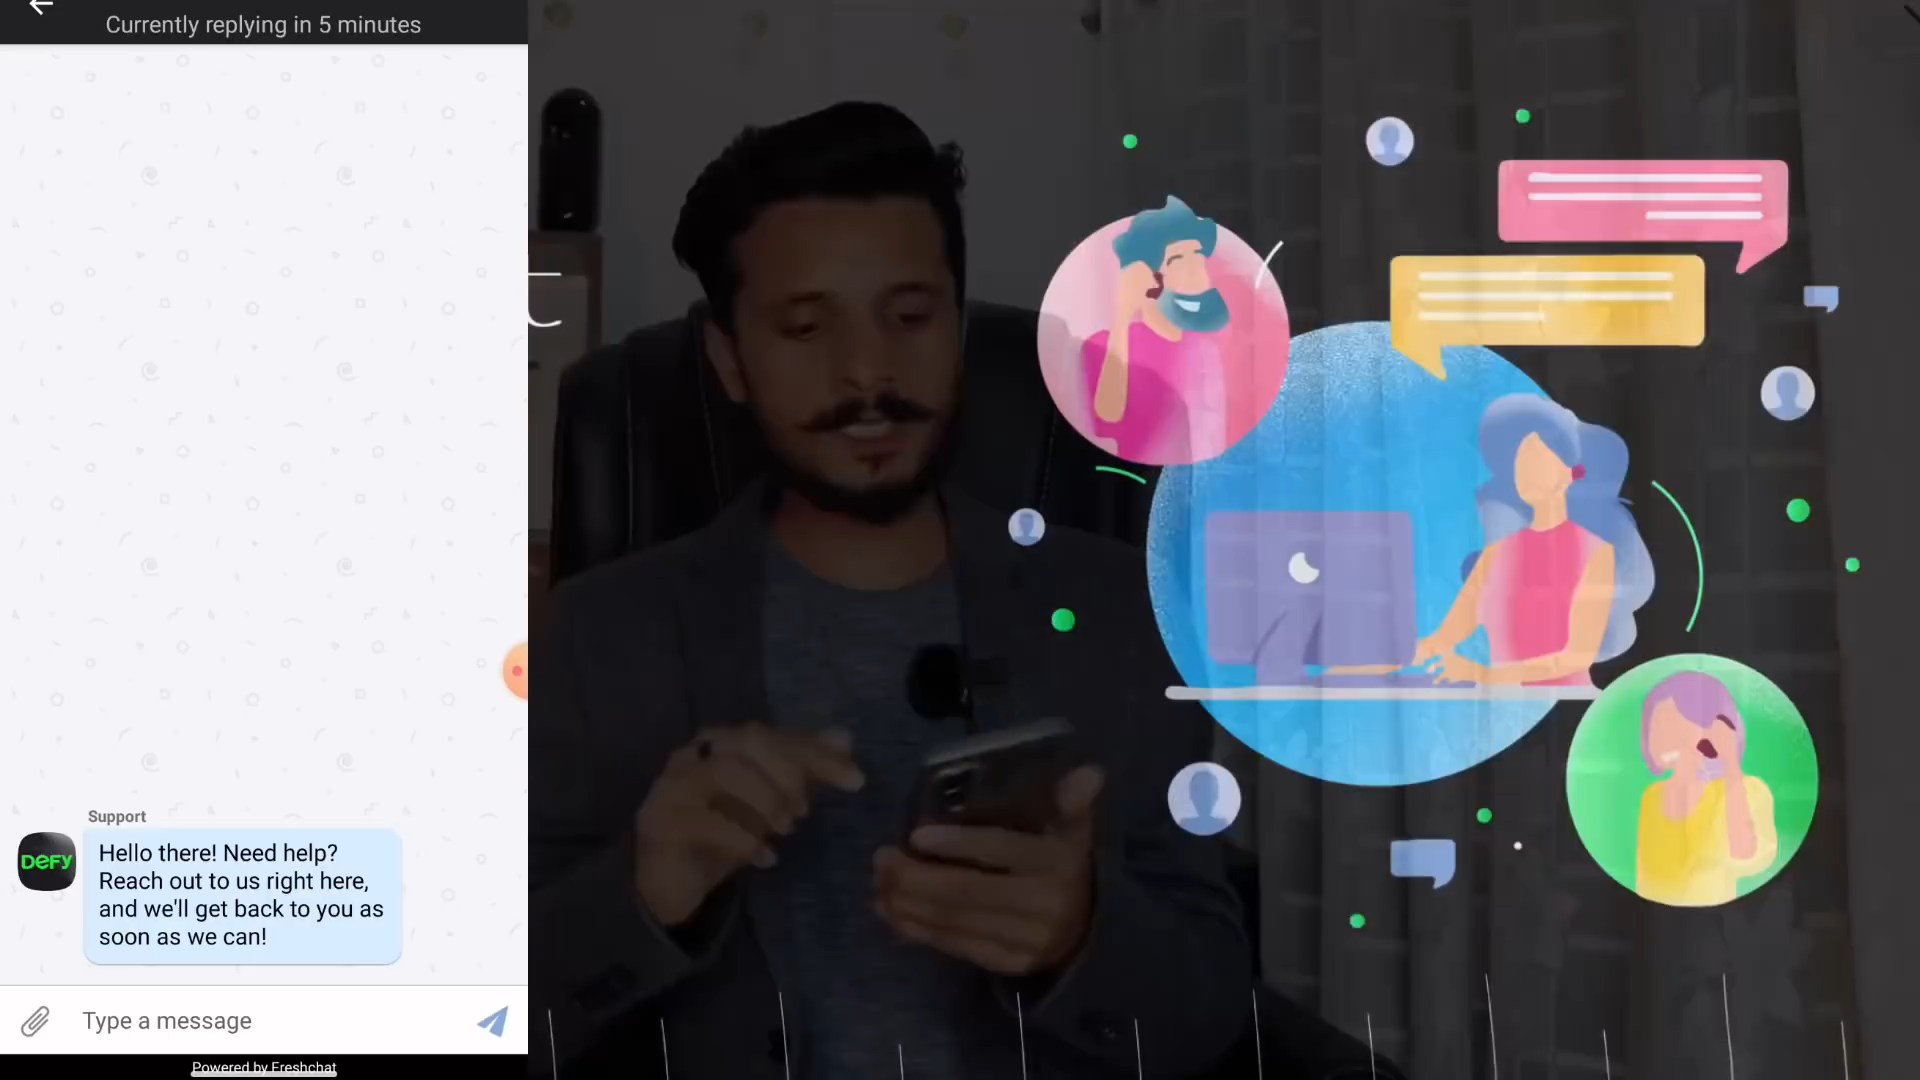 Currently replying in 5 minutes
Support
DeFY
Hello there! Need help?
Reach out to us right here,
and we'll get back to you as
soon as we can!
Type a message
Powered by Freshchat